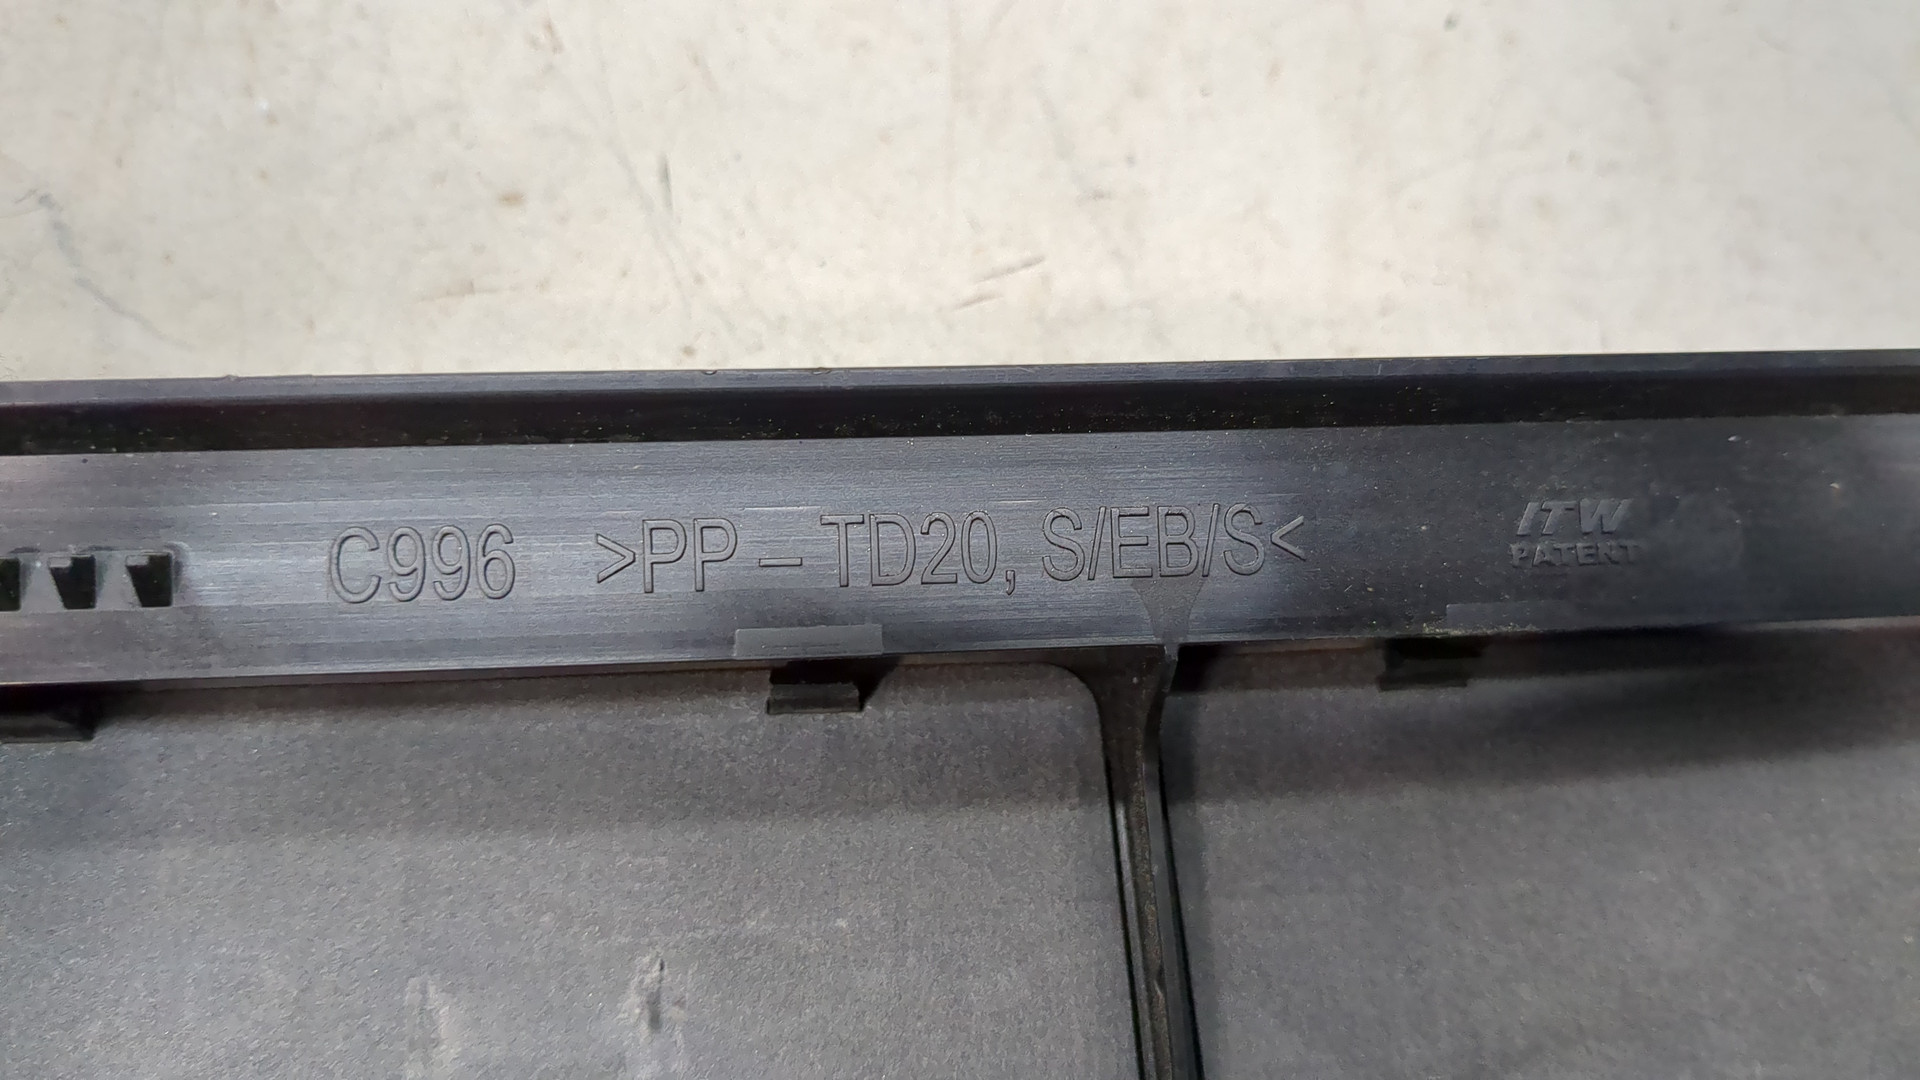 C996 >PP – TD20, S/EB/S<
ITW
PATENT